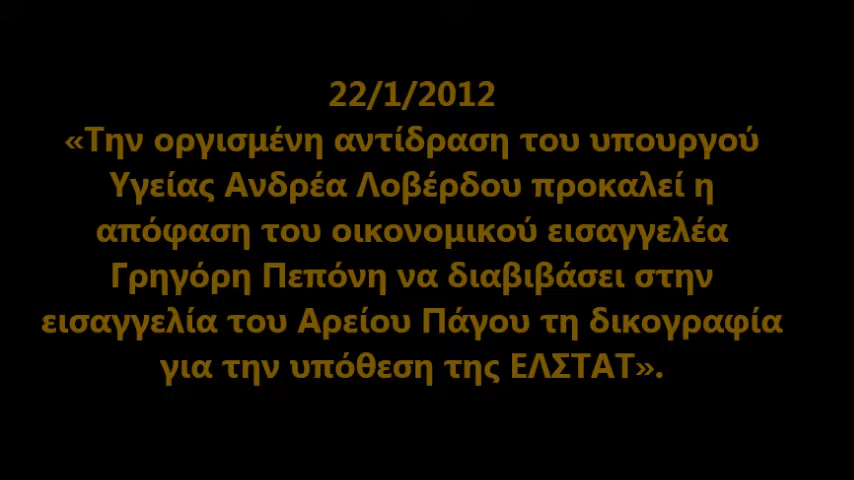 22/1/2012
«Την οργισμένη αντίδραση του υπουργού
Υγείας Ανδρέα Λοβέρδου προκαλεί η
απόφαση του οικονομικού εισαγγελέα
Γρηγόρη Πεπόνη να διαβιβάσει στην
εισαγγελία του Αρείου Πάγου τη δικογραφία
για την υπόθεση της ΕΛΣΤΑΤ».